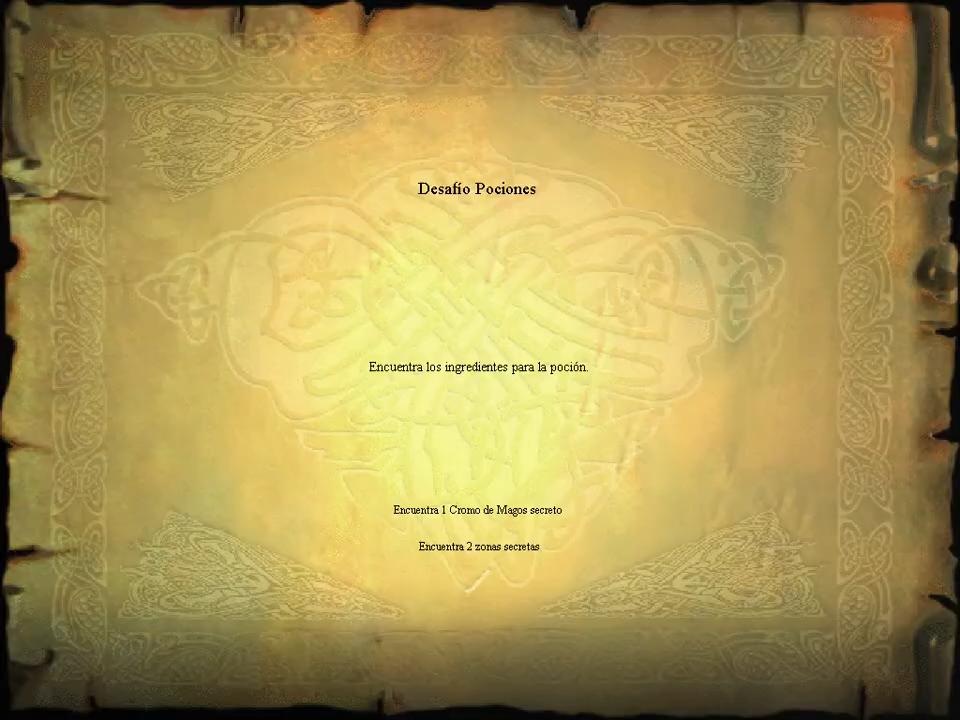 Desafío Pociones
Encuentra los ingredientes para la poción.
Encuentra 1 Cromo de Magos secreto
Encuentra 2 zonas secretas